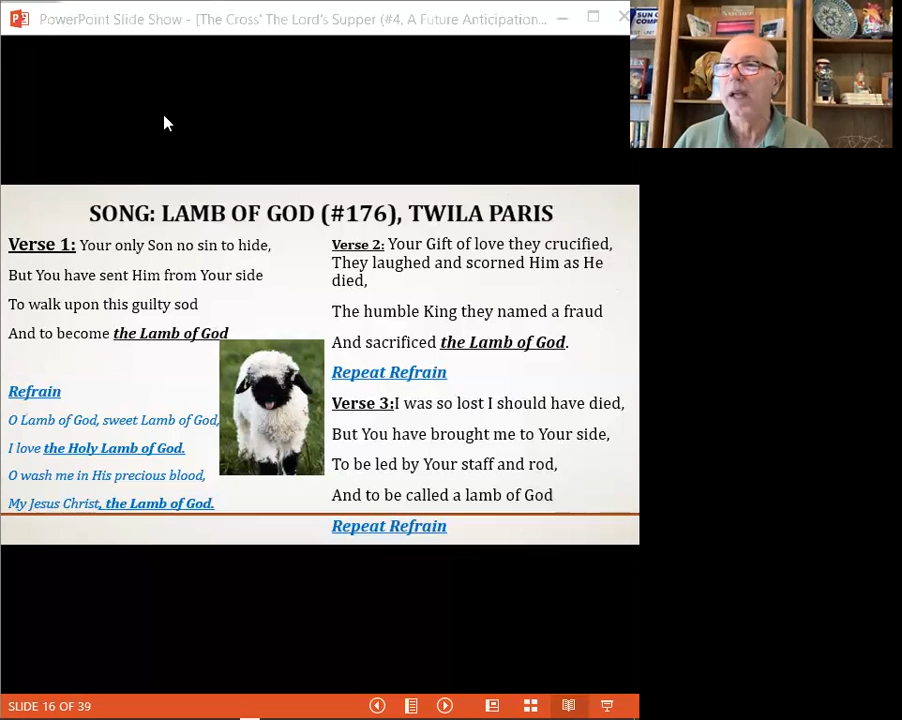 PowerPoint Slide Show - [The Cross' The Lord's Supper (#4, A Future Anticipation...
SONG: LAMB OF GOD (#176), TWILA PARIS
Verse 1: Your only Son no sin to hide,
But You have sent Him from Your side
To walk upon this guilty sod
And to become the Lamb of God
Refrain
O Lamb of God, sweet Lamb of God,
I love the Holy Lamb of God.
O wash me in His precious blood,
My Jesus Christ, the Lamb of God.
Verse 2: Your Gift of love they crucified,
They laughed and scorned Him as He
died,
The humble King they named a fraud
And sacrificed the Lamb of God.
Repeat Refrain
Verse 3:I was so lost I should have died,
But You have brought me to Your side,
To be led by Your staff and rod,
And to be called a lamb of God
Repeat Refrain
SLIDE 16 OF 39